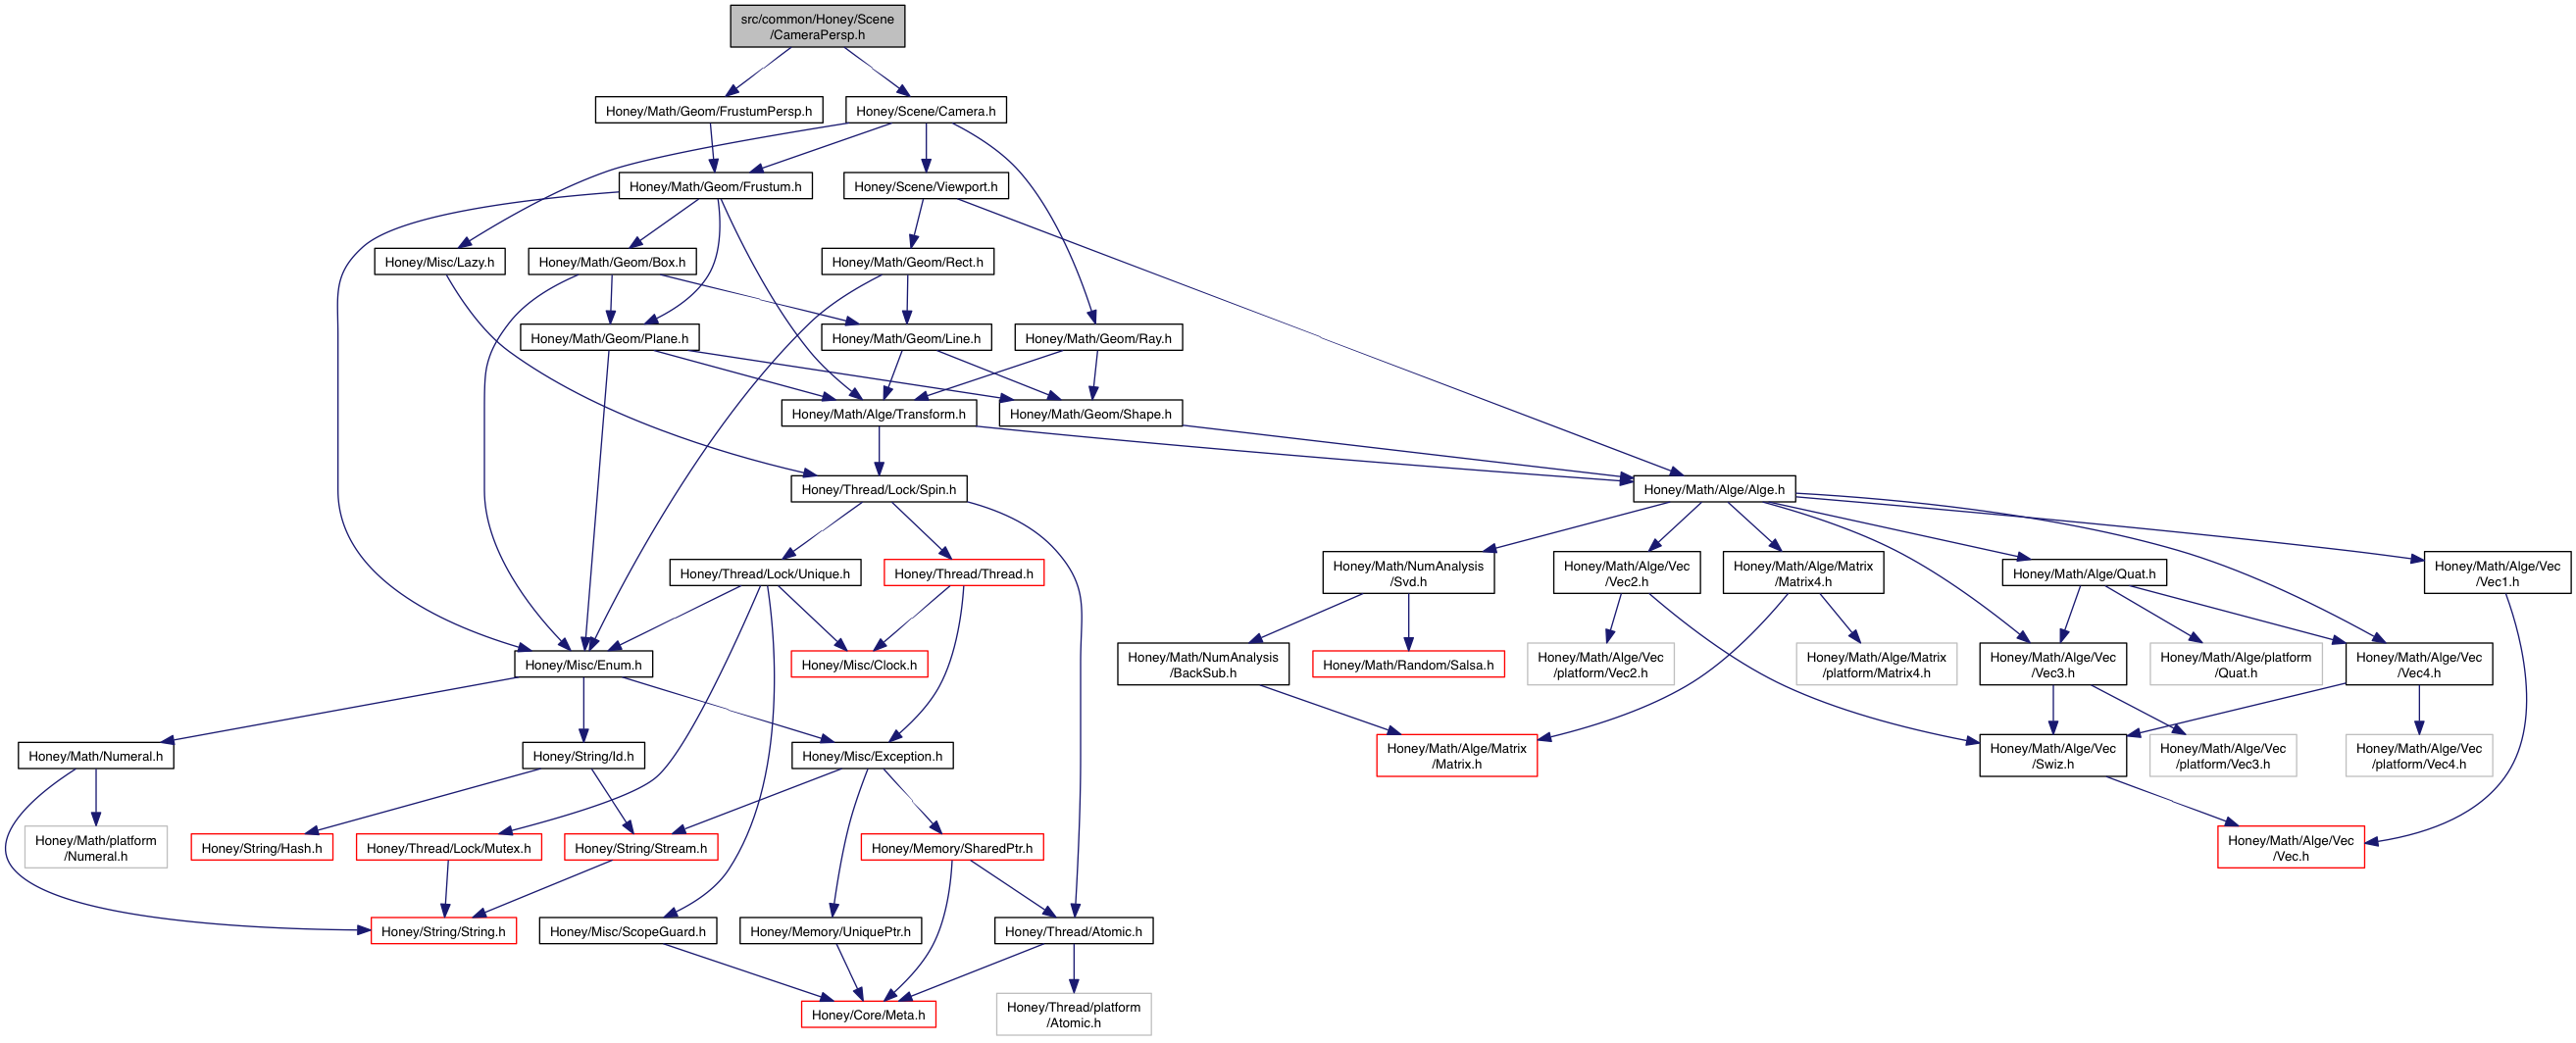 src/common/Honey/Scene
/CameraPersp.h
Honey/Math/Geom/FrustumPersp.h
Honey/Scene/Camera.h
Honey/Math/Geom/Frustum.h
Honey/Scene/Viewport.h
Honey/Misc/Lazy.h
Honey/Math/Geom/Box.h
Honey/Math/Geom/Rect.h
Honey/Math/Geom/Plane.h
Honey/Math/Geom/Line.h
Honey/Math/Geom/Ray.h
Honey/Math/Alge/Transform.h
Honey/Math/Geom/Shape.h
Honey/Thread/Lock/Spin.h
Honey/Math/Alge/Alge.h
Honey/Thread/Lock/Unique.h
Honey/Thread/Thread.h
Honey/Math/NumAnalysis
/Svd.h
Honey/Math/Alge/Vec
/Vec2.h
Honey/Math/Alge/Matrix
/Matrix4.h
Honey/Math/Alge/Quat.h
Honey/Math/Alge/Vec
/Vec1.h
Honey/Misc/Enum.h
Honey/Misc/Clock.h
Honey/Math/NumAnalysis
/BackSub.h
Honey/Math/Random/Salsa.h
Honey/Math/Alge/Vec
/platform/Vec2.h
Honey/Math/Alge/Matrix
/platform/Matrix4.h
Honey/Math/Alge/Vec
/Vec3.h
Honey/Math/Alge/platform
/Quat.h
Honey/Math/Alge/Vec
/Vec4.h
Honey/Math/Numeral.h
Honey/String/Id.h
Honey/Misc/Exception.h
Honey/Math/Alge/Matrix
/Matrix.h
Honey/Math/Alge/Vec
/Swiz.h
Honey/Math/Alge/Vec
/platform/Vec3.h
Honey/Math/Alge/Vec
/platform/Vec4.h
Honey/Math/platform
/Numeral.h
Honey/String/Hash.h
Honey/Thread/Lock/Mutex.h
Honey/String/Stream.h
Honey/Memory/SharedPtr.h
Honey/Math/Alge/Vec
/Vec.h
Honey/String/String.h
Honey/Misc/ScopeGuard.h
Honey/Memory/UniquePtr.h
Honey/Thread/Atomic.h
Honey/Core/Meta.h
Honey/Thread/platform
/Atomic.h